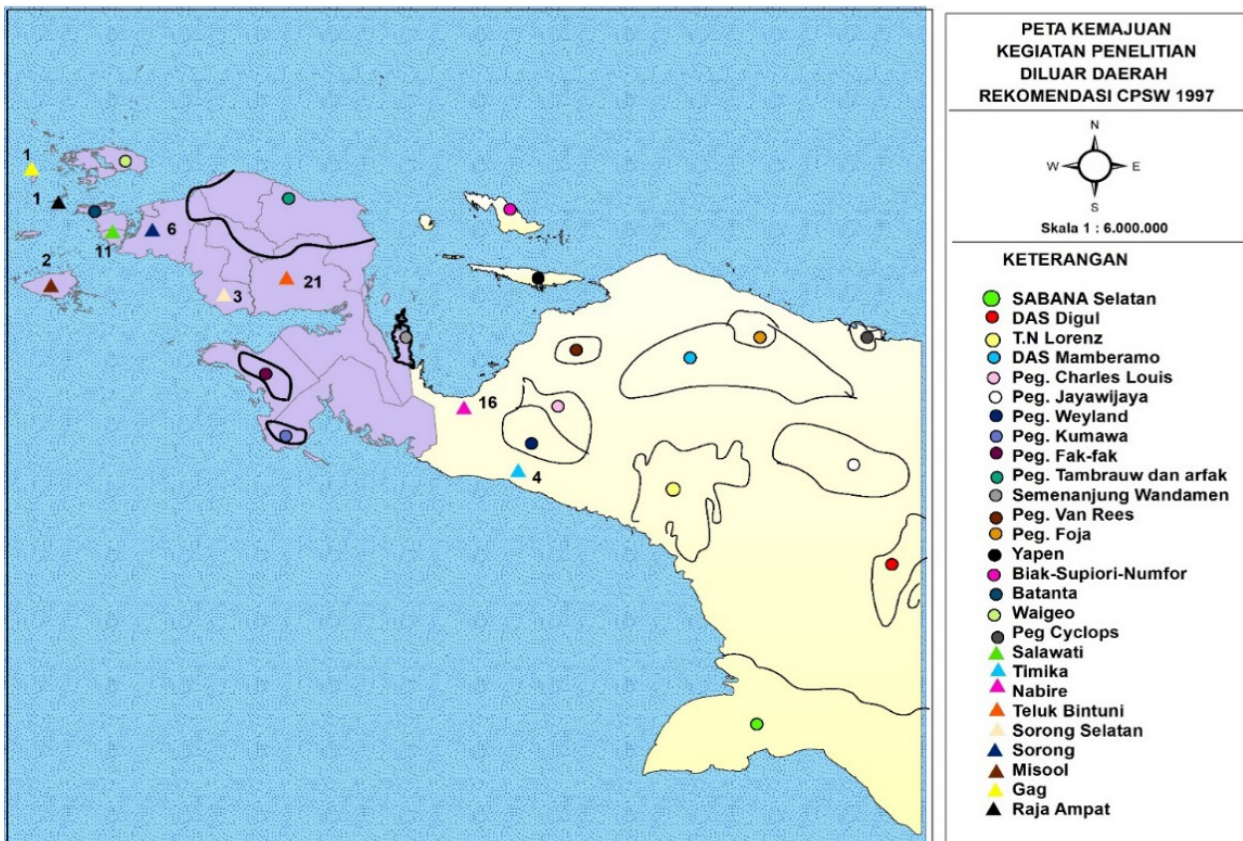 PETA KEMAJUAN
KEGIATAN PENELITIAN
DILUAR DAERAH
REKOMENDASI CPSW 1997
N
W E
S
Skala 1 : 6.000.000
KETERANGAN
SABANA Selatan
DAS Digul
T.N Lorenz
DAS Mamberamo
Peg. Charles Louis
Peg. Jayawijaya
Peg. Weyland
Peg. Kumawa
Peg. Fak-fak
Peg. Tambrauw dan arfak
Semenanjung Wandamen
Peg. Van Rees
Peg. Foja
Yapen
Biak-Supiori-Numfor
Batanta
Waigeo
Peg Cyclops
Salawati
Timika
Nabire
Teluk Bintuni
Sorong Selatan
Sorong
Misool
Gag
Raja Ampat
1
1
6
11
2
21
3
16
4